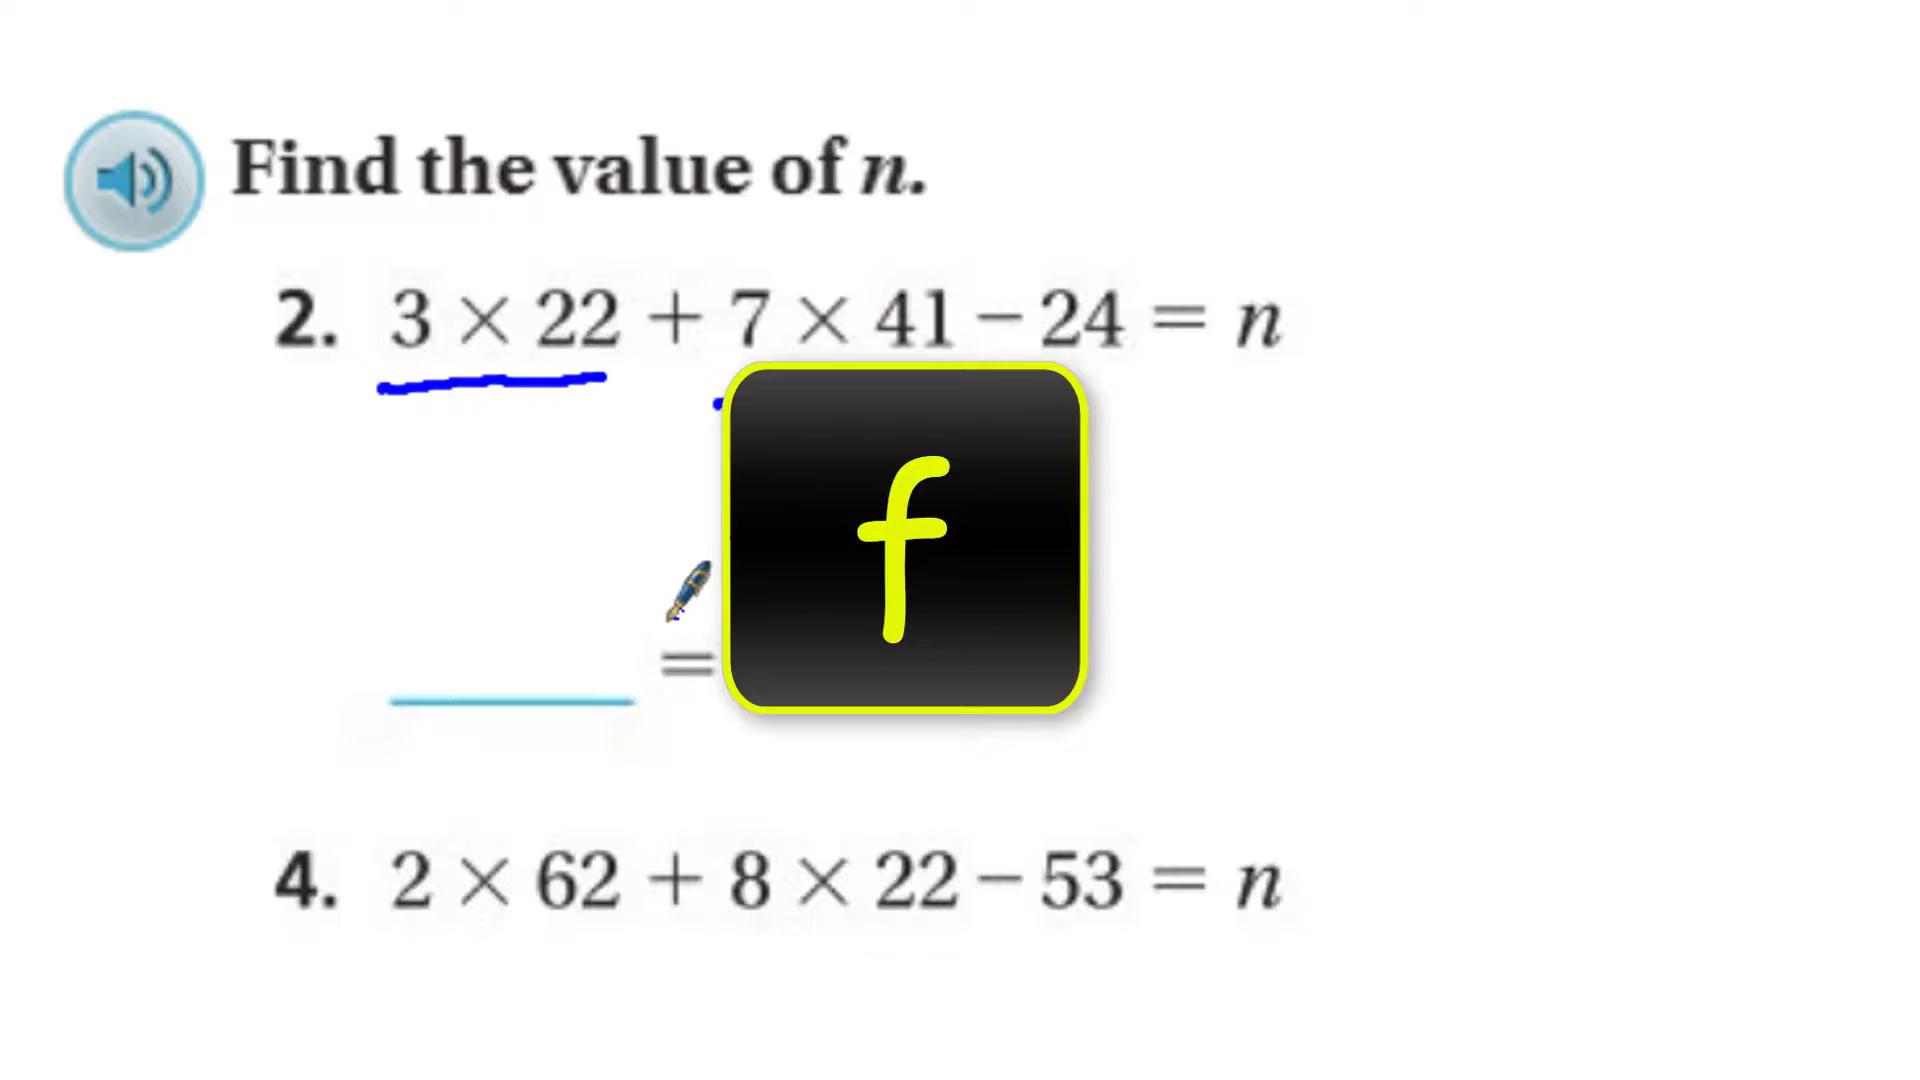 Find the value of n.
2. 3 × 22 + 7 × 41 − 24 = n
f
=
4. 2 × 62 + 8 × 22 − 53 = n